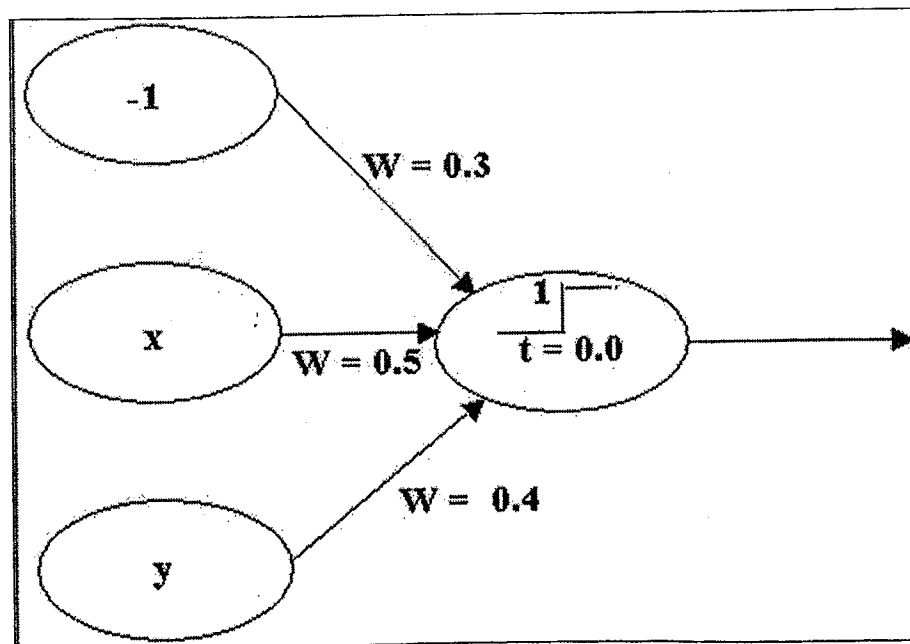 -1
W = 0.3
x
W = 0.5
1
t = 0.0
W = 0.4
y